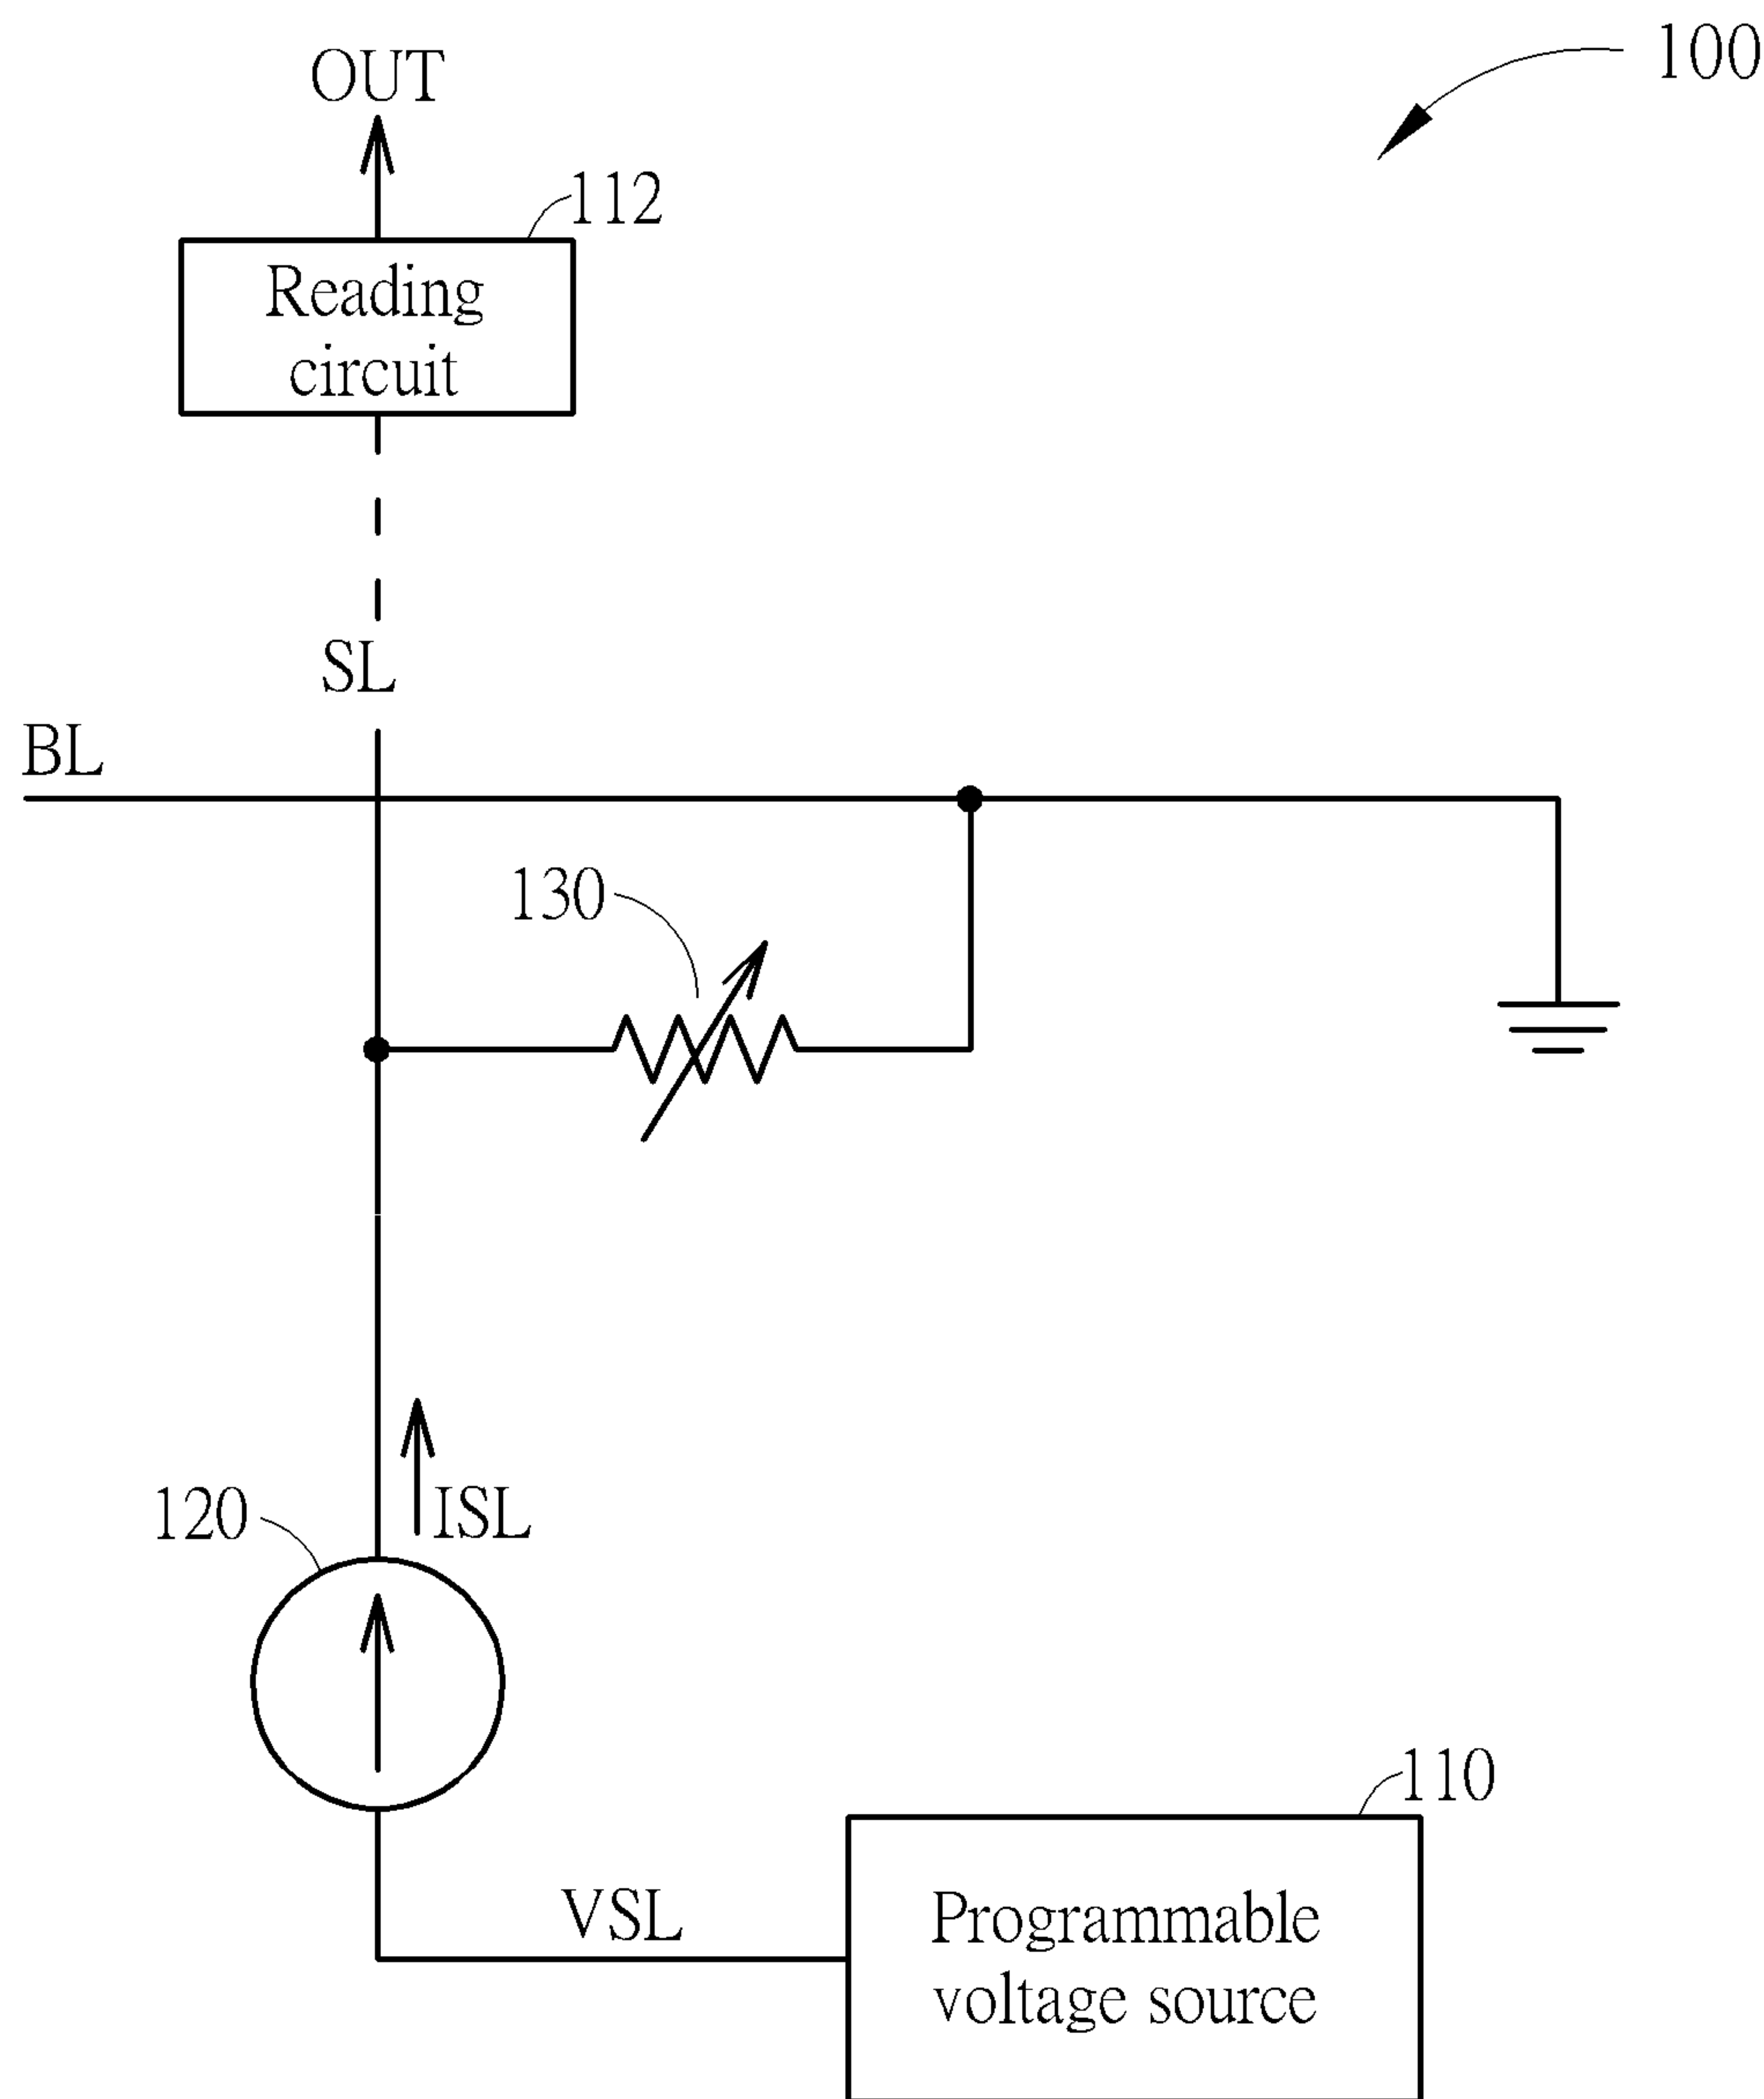 100
OUT
112
Reading
circuit
SL
BL
130
120
ISL
110
VSL
Programmable
voltage source